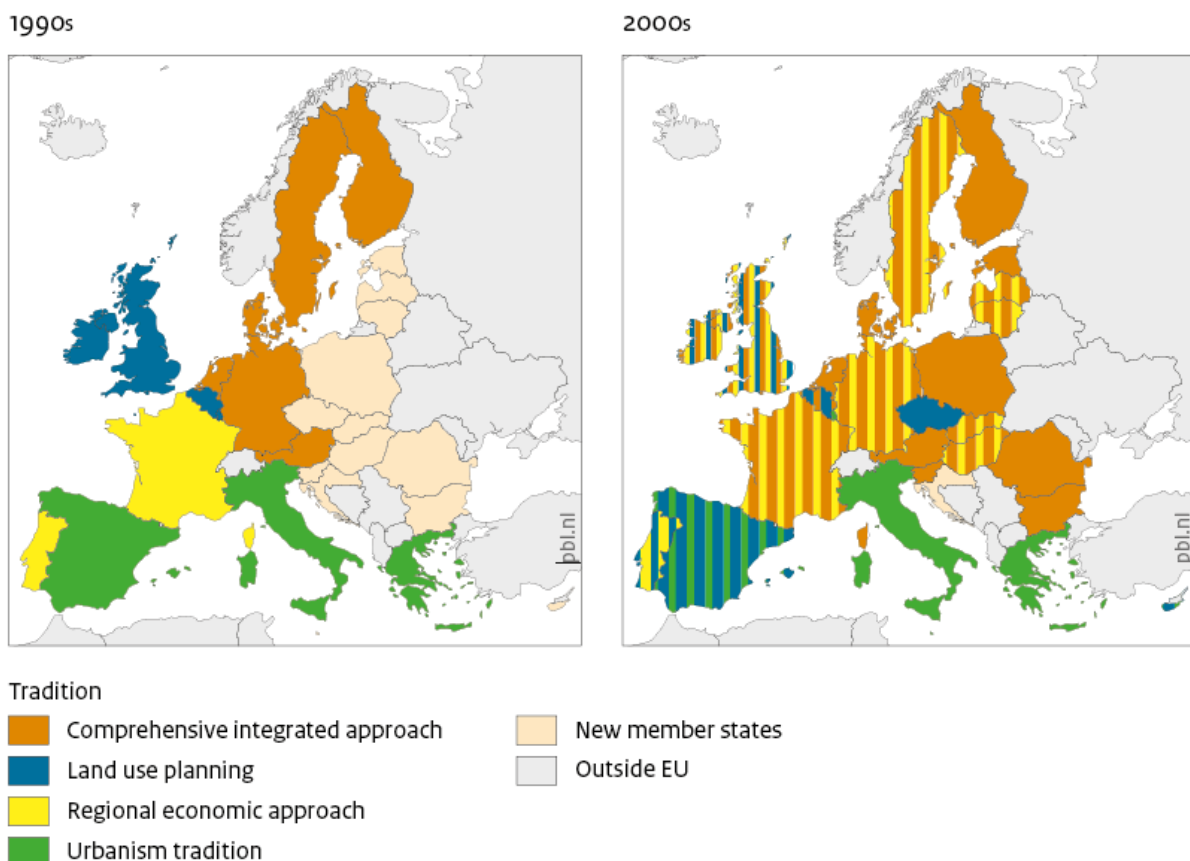 1990s
2000s
pbl.nl
pbl.nl
Tradition
Comprehensive integrated approach
Land use planning
Regional economic approach
Urbanism tradition
New member states
Outside EU